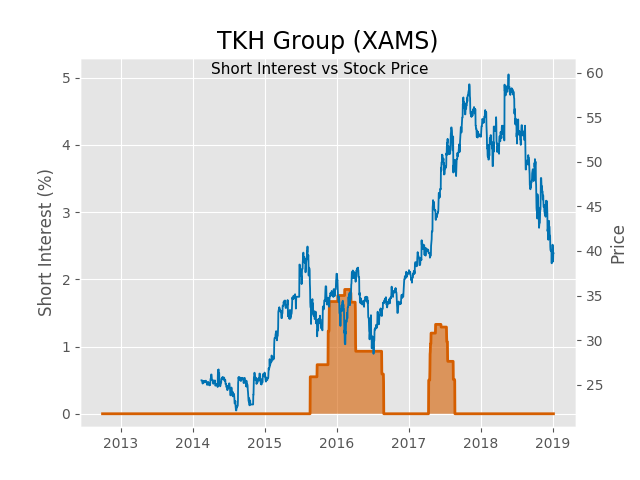 TKH Group (XAMS)
Short Interest vs Stock Price
Short Interest (%)
5
4
3
2
1
0
60
55
50
45
40
35
30
25
Price
2013 2014 2015 2016 2017 2018 2019